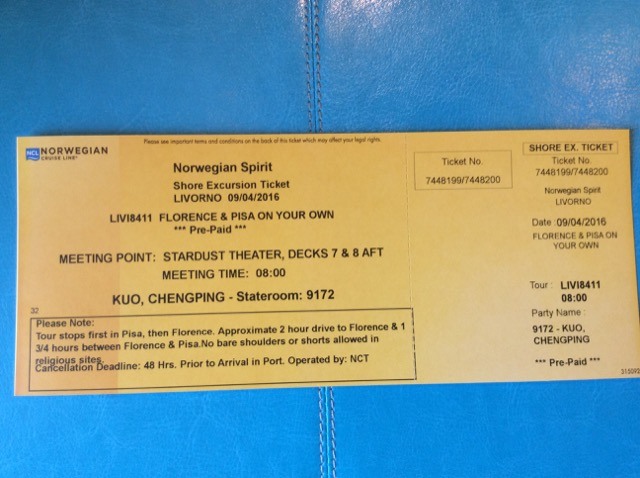 Please see important terms and conditions on the back of this ticket which may affect your legal rights.
NCL NORWEGIAN
CRUISE LINE®
Norwegian Spirit
Shore Excursion Ticket
LIVORNO 09/04/2016
LIVI8411 FLORENCE & PISA ON YOUR OWN
*** Pre-Paid ***
MEETING POINT: STARDUST THEATER, DECKS 7 & 8 AFT
MEETING TIME: 08:00
KUO, CHENGPING - Stateroom: 9172
32
Please Note:
Tour stops first in Pisa, then Florence. Approximate 2 hour drive to Florence & 1
3/4 hours between Florence & Pisa.No bare shoulders or shorts allowed in
religious sites.
Cancellation Deadline: 48 Hrs. Prior to Arrival in Port. Operated by: NCT
Ticket No.
7448199/7448200
SHORE EX. TICKET
Ticket No.
7448199/7448200
Norwegian Spirit
LIVORNO
Date :09/04/2016
FLORENCE & PISA ON
YOUR OWN
Tour : LIVI8411
08:00
Party Name :
9172 - KUO,
CHENGPING
*** Pre-Paid ***
315092